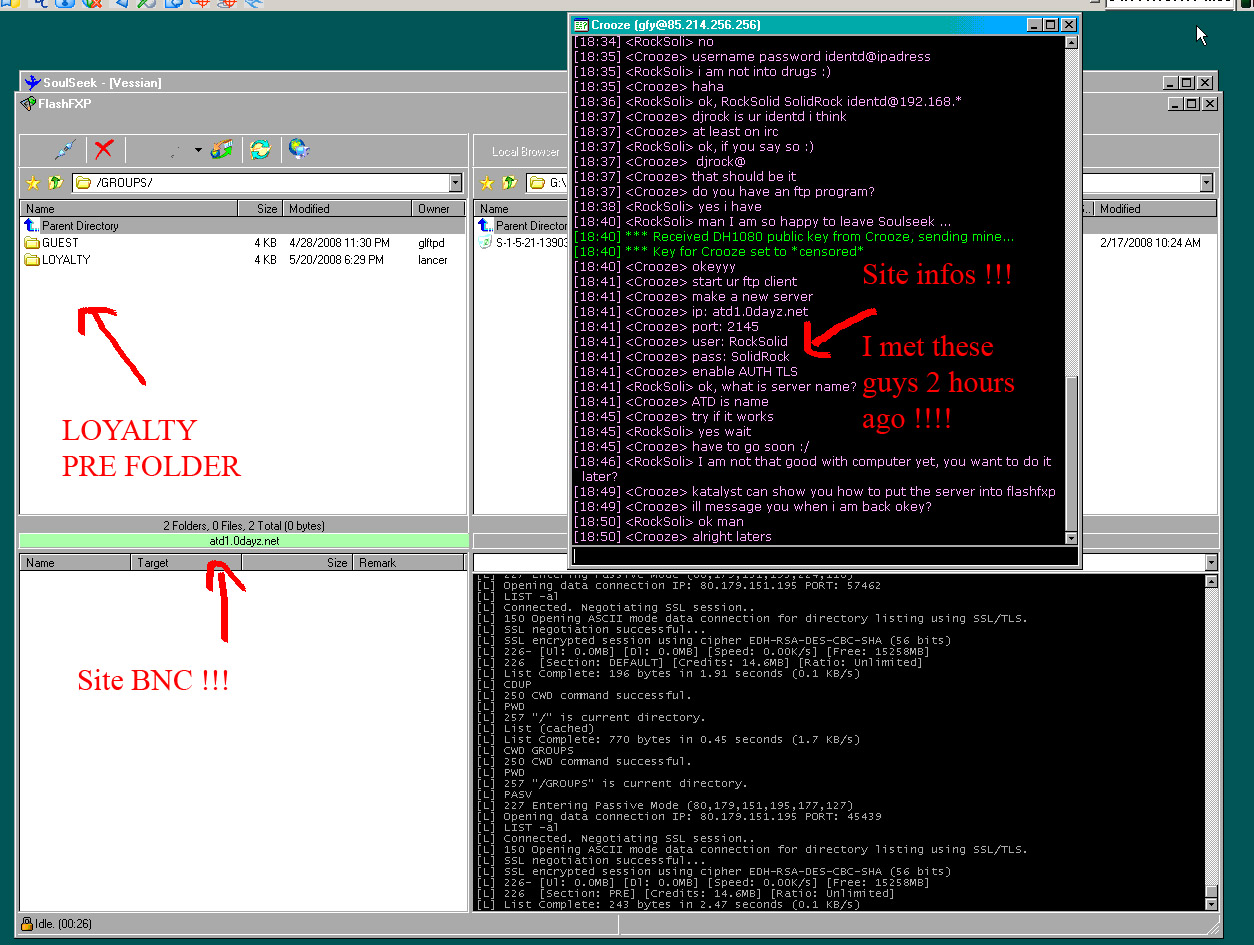 Crooze (gfy@85.214.256.256)
[18:34] <RockSoli> no
[18:35] <Crooze> username password identd@ipadress
[18:35] <RockSoli> i am not into drugs :)
[18:35] <Crooze> haha
[18:36] <RockSoli> ok, RockSolid SolidRock identd@192.168.*
[18:37] <Crooze> djrock is ur identd i think
[18:37] <Crooze> at least on irc
[18:37] <RockSoli> ok, if you say so :)
[18:37] <Crooze>  djrock@
[18:37] <Crooze> that should be it
[18:37] <Crooze> do you have an ftp program?
[18:38] <RockSoli> yes i have
[18:40] <RockSoli> man I am so happy to leave Soulseek ...
[18:40] *** Received DH1080 public key from Crooze, sending mine...
[18:40] *** Key for Crooze set to *censored*
[18:40] <Crooze> okeyyy
[18:41] <Crooze> start ur ftp client
[18:41] <Crooze> make a new server
[18:41] <Crooze> ip: atd1.0dayz.net
[18:41] <Crooze> port: 2145
[18:41] <Crooze> user: RockSolid
[18:41] <Crooze> pass: SolidRock
[18:41] <Crooze> enable AUTH TLS
[18:41] <RockSoli> ok, what is server name?
[18:41] <Crooze> ATD is name
[18:45] <Crooze> try if it works
[18:45] <RockSoli> yes wait
[18:45] <Crooze> have to go soon :/
[18:46] <RockSoli> I am not that good with computer yet, you want to do it
later?
[18:49] <Crooze> katalyst can show you how to put the server into flashfxp
[18:49] <Crooze> ill message you when i am back okey?
[18:50] <RockSoli> ok man
[18:50] <Crooze> alright laters
Site infos !!!
I met these
guys 2 hours
ago !!!!
SoulSeek - [Vessian]
FlashFXP
Local Browser
/GROUPS/
G:\
Name Size Modified Owner
Parent Directory
GUEST 4 KB 4/28/2008 11:30 PM glftpd
LOYALTY 4 KB 5/20/2008 6:29 PM lancer
Name Modified
Parent Director
S-1-5-21-13903 2/17/2008 10:24 AM
LOYALTY
PRE FOLDER
2 Folders, 0 Files, 2 Total (0 bytes)
atd1.0dayz.net
Name Target Size Remark
Site BNC !!!
[L] Opening data connection IP: 80.179.151.195 PORT: 57462
[L] LIST -al
[L] Connected. Negotiating SSL session..
[L] 150 Opening ASCII mode data connection for directory listing using SSL/TLS.
[L] SSL negotiation successful...
[L] SSL encrypted session using cipher EDH-RSA-DES-CBC-SHA (56 bits)
[L] 226- [Ul: 0.0MB] [Dl: 0.0MB] [Speed: 0.00K/s] [Free: 15258MB]
[L] 226  [Section: DEFAULT] [Credits: 14.6MB] [Ratio: Unlimited]
[L] List Complete: 196 bytes in 1.91 seconds (0.1 KB/s)
[L] CDUP
[L] 250 CWD command successful.
[L] PWD
[L] 257 "/" is current directory.
[L] List (cached)
[L] List Complete: 770 bytes in 0.45 seconds (1.7 KB/s)
[L] CWD GROUPS
[L] 250 CWD command successful.
[L] PWD
[L] 257 "/GROUPS" is current directory.
[L] PASV
[L] 227 Entering Passive Mode (80,179,151,195,177,127)
[L] Opening data connection IP: 80.179.151.195 PORT: 45439
[L] LIST -al
[L] Connected. Negotiating SSL session..
[L] 150 Opening ASCII mode data connection for directory listing using SSL/TLS.
[L] SSL negotiation successful...
[L] SSL encrypted session using cipher EDH-RSA-DES-CBC-SHA (56 bits)
[L] 226- [Ul: 0.0MB] [Dl: 0.0MB] [Speed: 0.00K/s] [Free: 15258MB]
[L] 226  [Section: PRE] [Credits: 14.6MB] [Ratio: Unlimited]
[L] List Complete: 243 bytes in 2.47 seconds (0.1 KB/s)
Idle. (00:26)